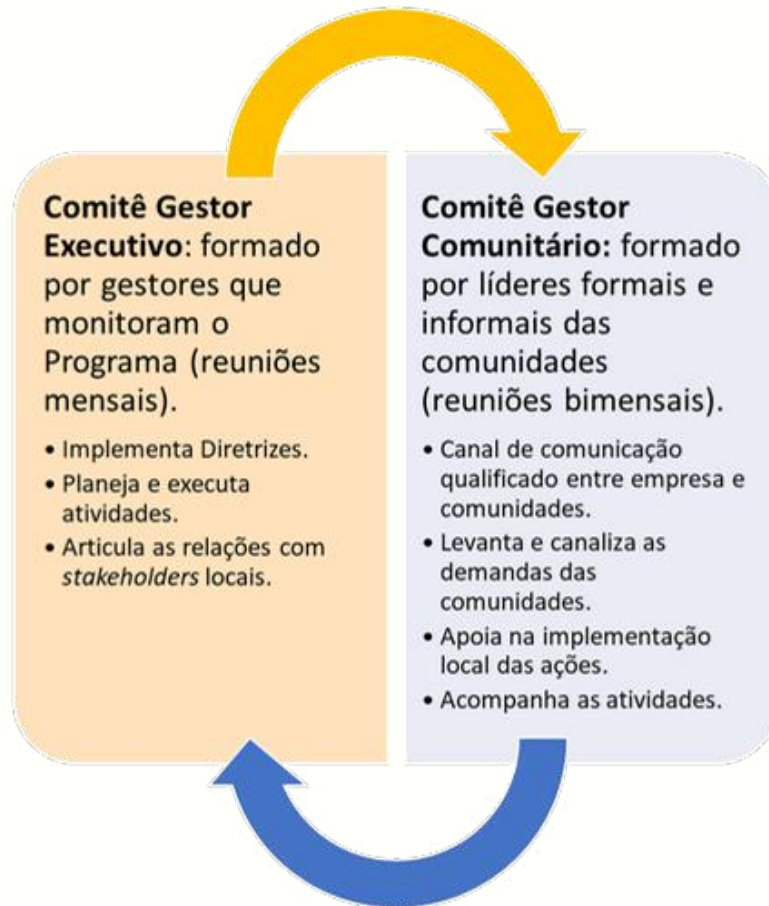 Comitê Gestor
Executivo: formado
por gestores que
monitoram o
Programa (reuniões
mensais).
• Implementa Diretrizes.
• Planeja e executa
atividades.
• Articula as relações com
stakeholders locais.
Comitê Gestor
Comunitário: formado
por líderes formais e
informais das
comunidades
(reuniões bimensais).
• Canal de comunicação
qualificado entre empresa e
comunidades.
• Levanta e canaliza as
demandas das
comunidades.
• Apoia na implementação
local das ações.
• Acompanha as atividades.